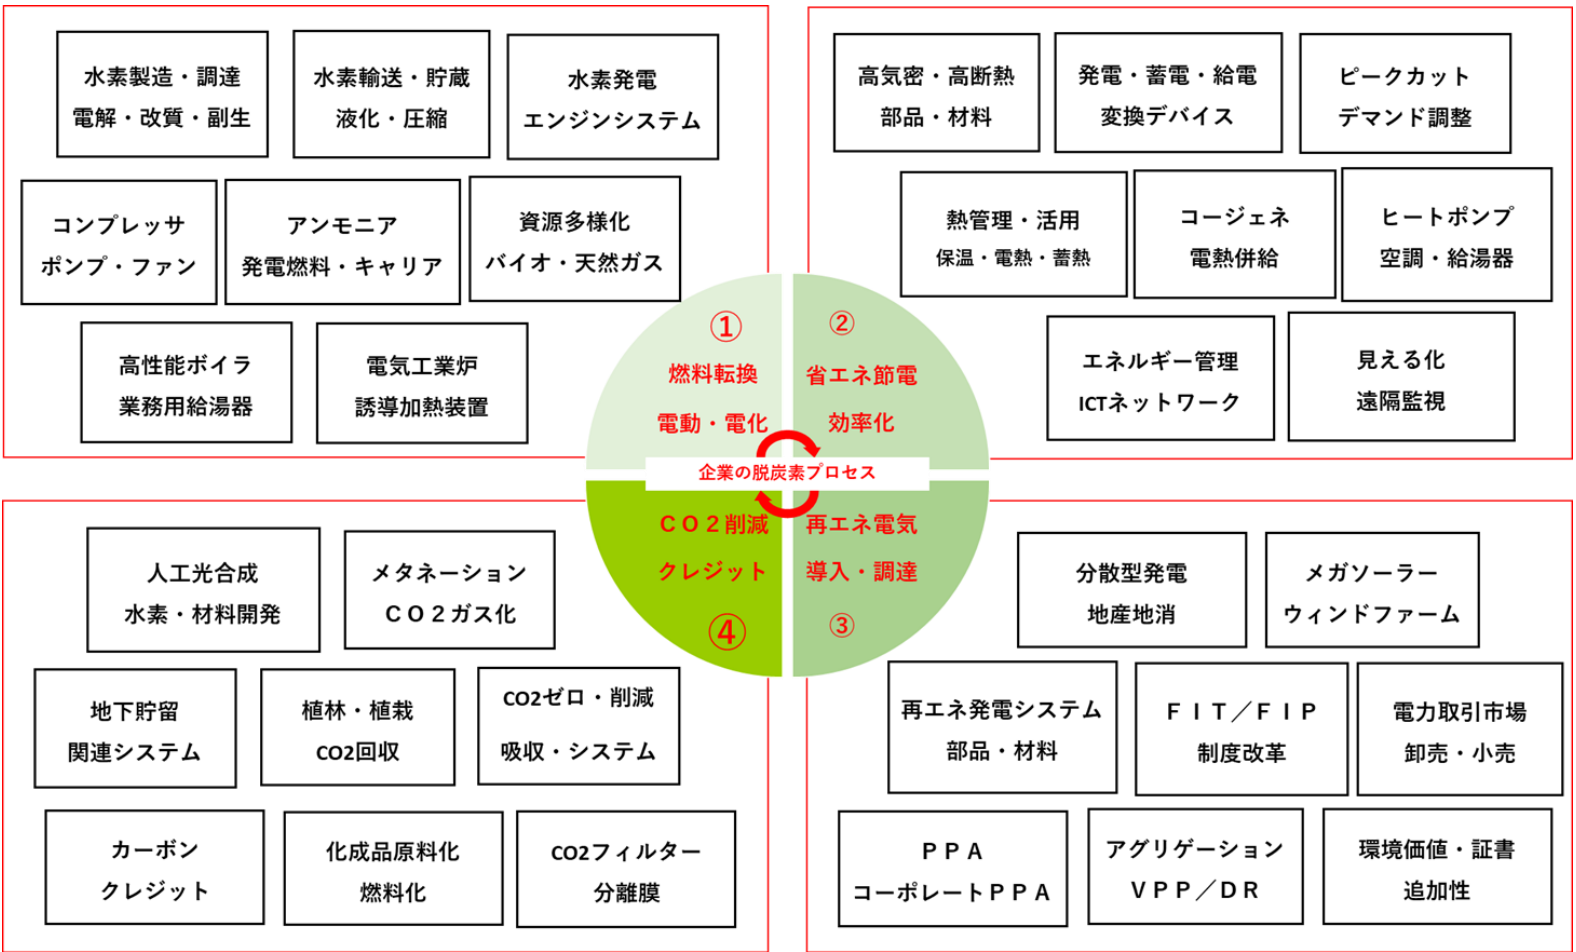 水素製造・調達
電解・改質・副生
水素輸送・貯蔵
液化・圧縮
水素発電
エンジンシステム
コンプレッサ
ポンプ・ファン
アンモニア
発電燃料・キャリア
資源多様化
バイオ・天然ガス
高性能ボイラ
業務用給湯器
電気工業炉
誘導加熱装置
高気密・高断熱
部品・材料
発電・蓄電・給電
変換デバイス
ピークカット
デマンド調整
熱管理・活用
保温・電熱・蓄熱
コージェネ
電熱併給
ヒートポンプ
空調・給湯器
エネルギー管理
ICTネットワーク
見える化
遠隔監視
①
燃料転換
電動・電化
②
省エネ節電
効率化
企業の脱炭素プロセス
ＣＯ２削減
クレジット
④
再エネ電気
導入・調達
③
人工光合成
水素・材料開発
メタネーション
ＣＯ２ガス化
地下貯留
関連システム
植林・植栽
CO2回収
CO2ゼロ・削減
吸収・システム
カーボン
クレジット
化成品原料化
燃料化
CO2フィルター
分離膜
分散型発電
地産地消
メガソーラー
ウィンドファーム
再エネ発電システム
部品・材料
ＦＩＴ／ＦＩＰ
制度改革
電力取引市場
卸売・小売
ＰＰＡ
コーポレートＰＰＡ
アグリゲーション
ＶＰＰ／ＤＲ
環境価値・証書
追加性